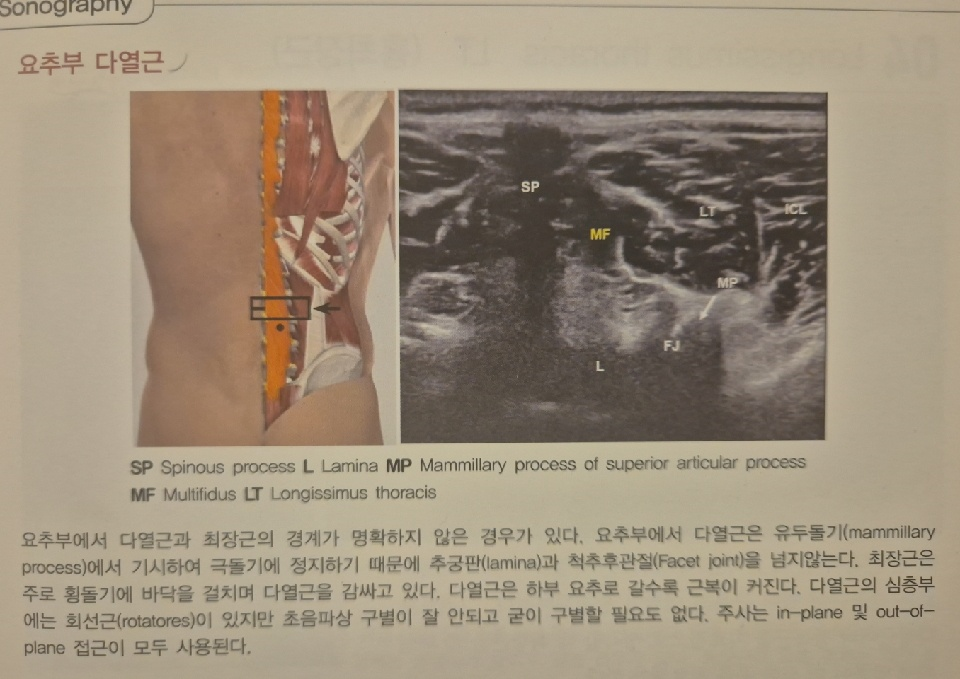 Sonography
요추부 다열근
SP
MF
LT
ICL
MP
FJ
L
SP Spinous process L Lamina MP Mammillary process of superior articular process
MF Multifidus LT Longissimus thoracis
요추부에서 다열근과 최장근의 경계가 명확하지 않은 경우가 있다. 요추부에서 다열근은 유두돌기(mammillary
process)에서 기시하여 극돌기에 정지하기 때문에 추궁판(lamina)과 척추후관절(Facet joint)을 넘지않는다. 최장근은
주로 횡돌기에 바닥을 걸치며 다열근을 감싸고 있다. 다열근은 하부 요추로 갈수록 근복이 커진다. 다열근의 심층부
에는 회선근(rotatores)이 있지만 초음파상 구별이 잘 안되고 굳이 구별할 필요도 없다. 주사는 in-plane 및 out-of-
plane 접근이 모두 사용된다.